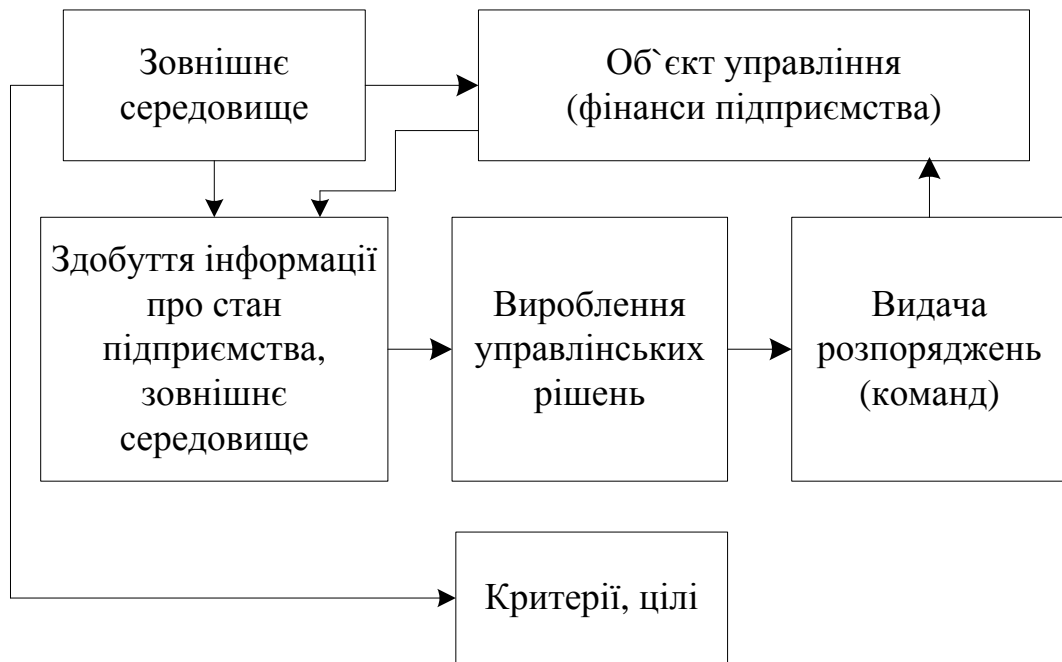 Зовнішнє
середовище
Об`єкт управління
(фінанси підприємства)
Здобуття інформації
про стан
підприємства,
зовнішнє
середовище
Вироблення
управлінських
рішень
Видача
розпоряджень
(команд)
Критерії, цілі